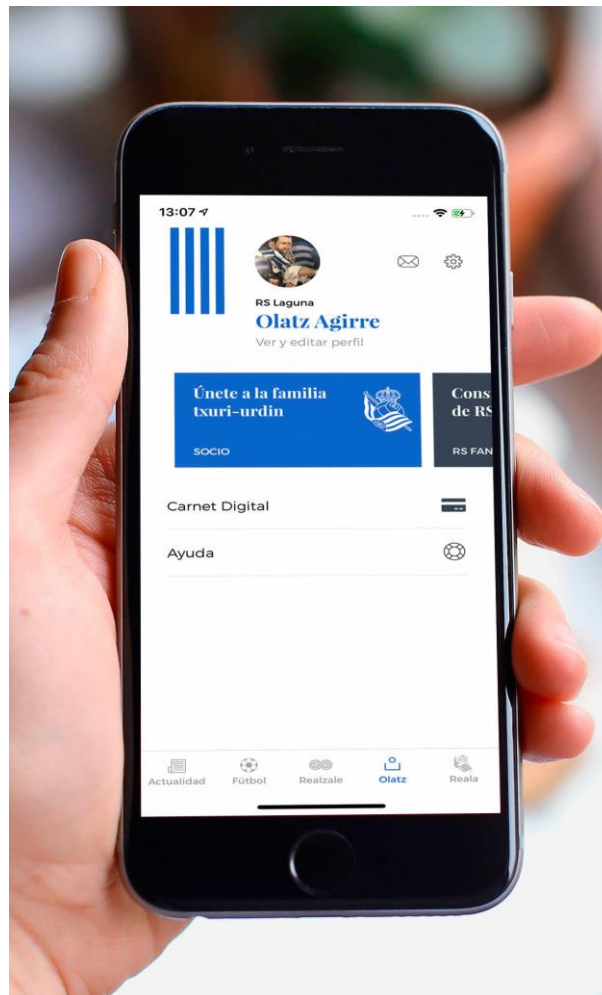 13:07
RS Laguna
Olatz Agirre
Ver y editar perfil
Únete a la familia
txuri-urdin
SOCIO
Cons
de RS
RS FAN
Carnet Digital
Ayuda
Actualidad
Fútbol
Realzale
Olatz
Reala